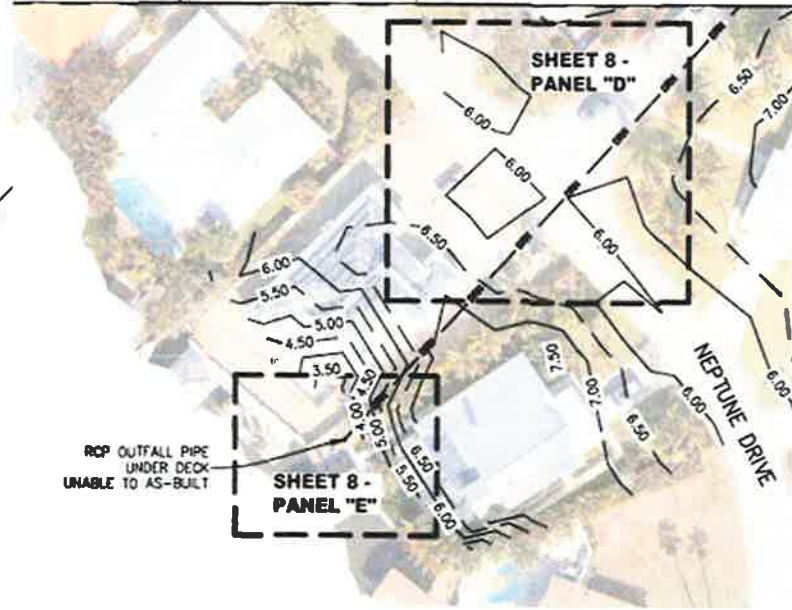 SHEET 8 -
PANEL "D"
6.50
7.00
6.00
6.00
6.00
6.50
6.00
5.50
5.00
4.50
3.50
4.50
4.00
5.00
5.50
6.50
6.00
7.50
7.00
6.50
6.00
6.00
NEPTUNE DRIVE
RCP OUTFALL PIPE
UNDER DECK
UNABLE TO AS-BUILT
SHEET 8 -
PANEL "E"